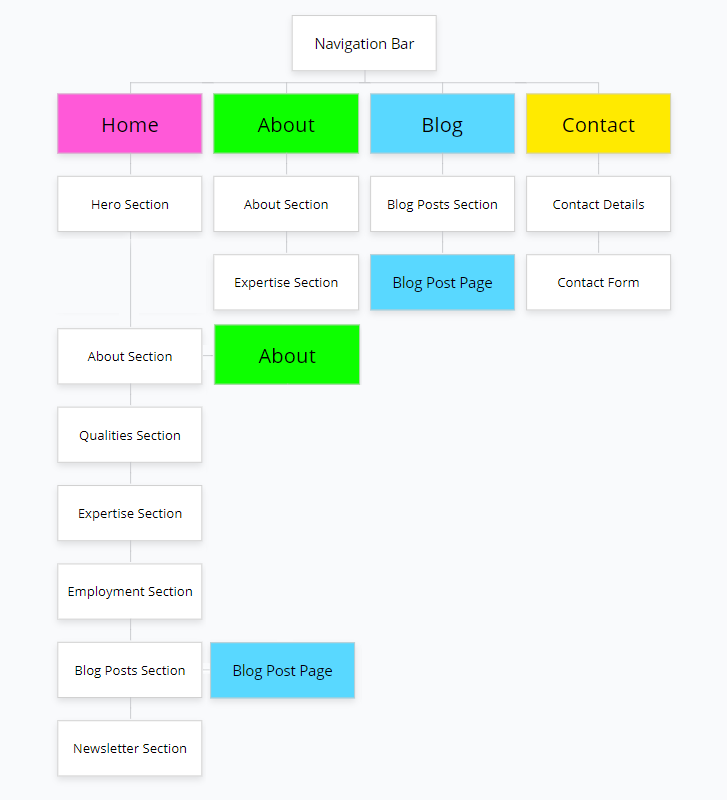 Navigation Bar
Home
About
Blog
Contact
Hero Section
About Section
Blog Posts Section
Contact Details
Expertise Section
Blog Post Page
Contact Form
About Section
About
Qualities Section
Expertise Section
Employment Section
Blog Posts Section
Blog Post Page
Newsletter Section